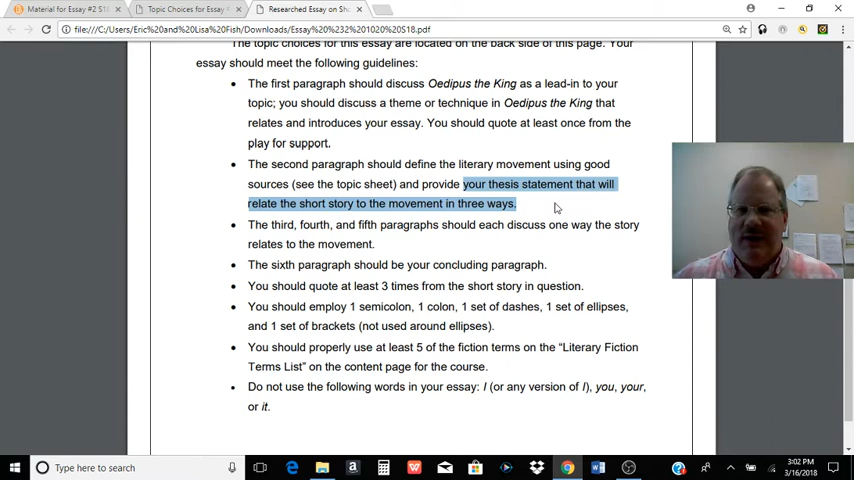 Material for Essay #2 S18
Topic Choices for Essay
Researched Essay on Sh
file:///C:/Users/Eric%20and%20Lisa%20Fish/Downloads/Essay%20%232%201020%20S18.pdf
The topic choices for this essay are located on the back side of this page. Your
essay should meet the following guidelines:
• The first paragraph should discuss Oedipus the King as a lead-in to your
topic; you should discuss a theme or technique in Oedipus the King that
relates and introduces your essay. You should quote at least once from the
play for support.
• The second paragraph should define the literary movement using good
sources (see the topic sheet) and provide your thesis statement that will
relate the short story to the movement in three ways.
• The third, fourth, and fifth paragraphs should each discuss one way the story
relates to the movement.
• The sixth paragraph should be your concluding paragraph.
• You should quote at least 3 times from the short story in question.
• You should employ 1 semicolon, 1 colon, 1 set of dashes, 1 set of ellipses,
and 1 set of brackets (not used around ellipses).
• You should properly use at least 5 of the fiction terms on the “Literary Fiction
Terms List” on the content page for the course.
• Do not use the following words in your essay: I (or any version of I), you, your,
or it.
Type here to search
3:02 PM
3/16/2018